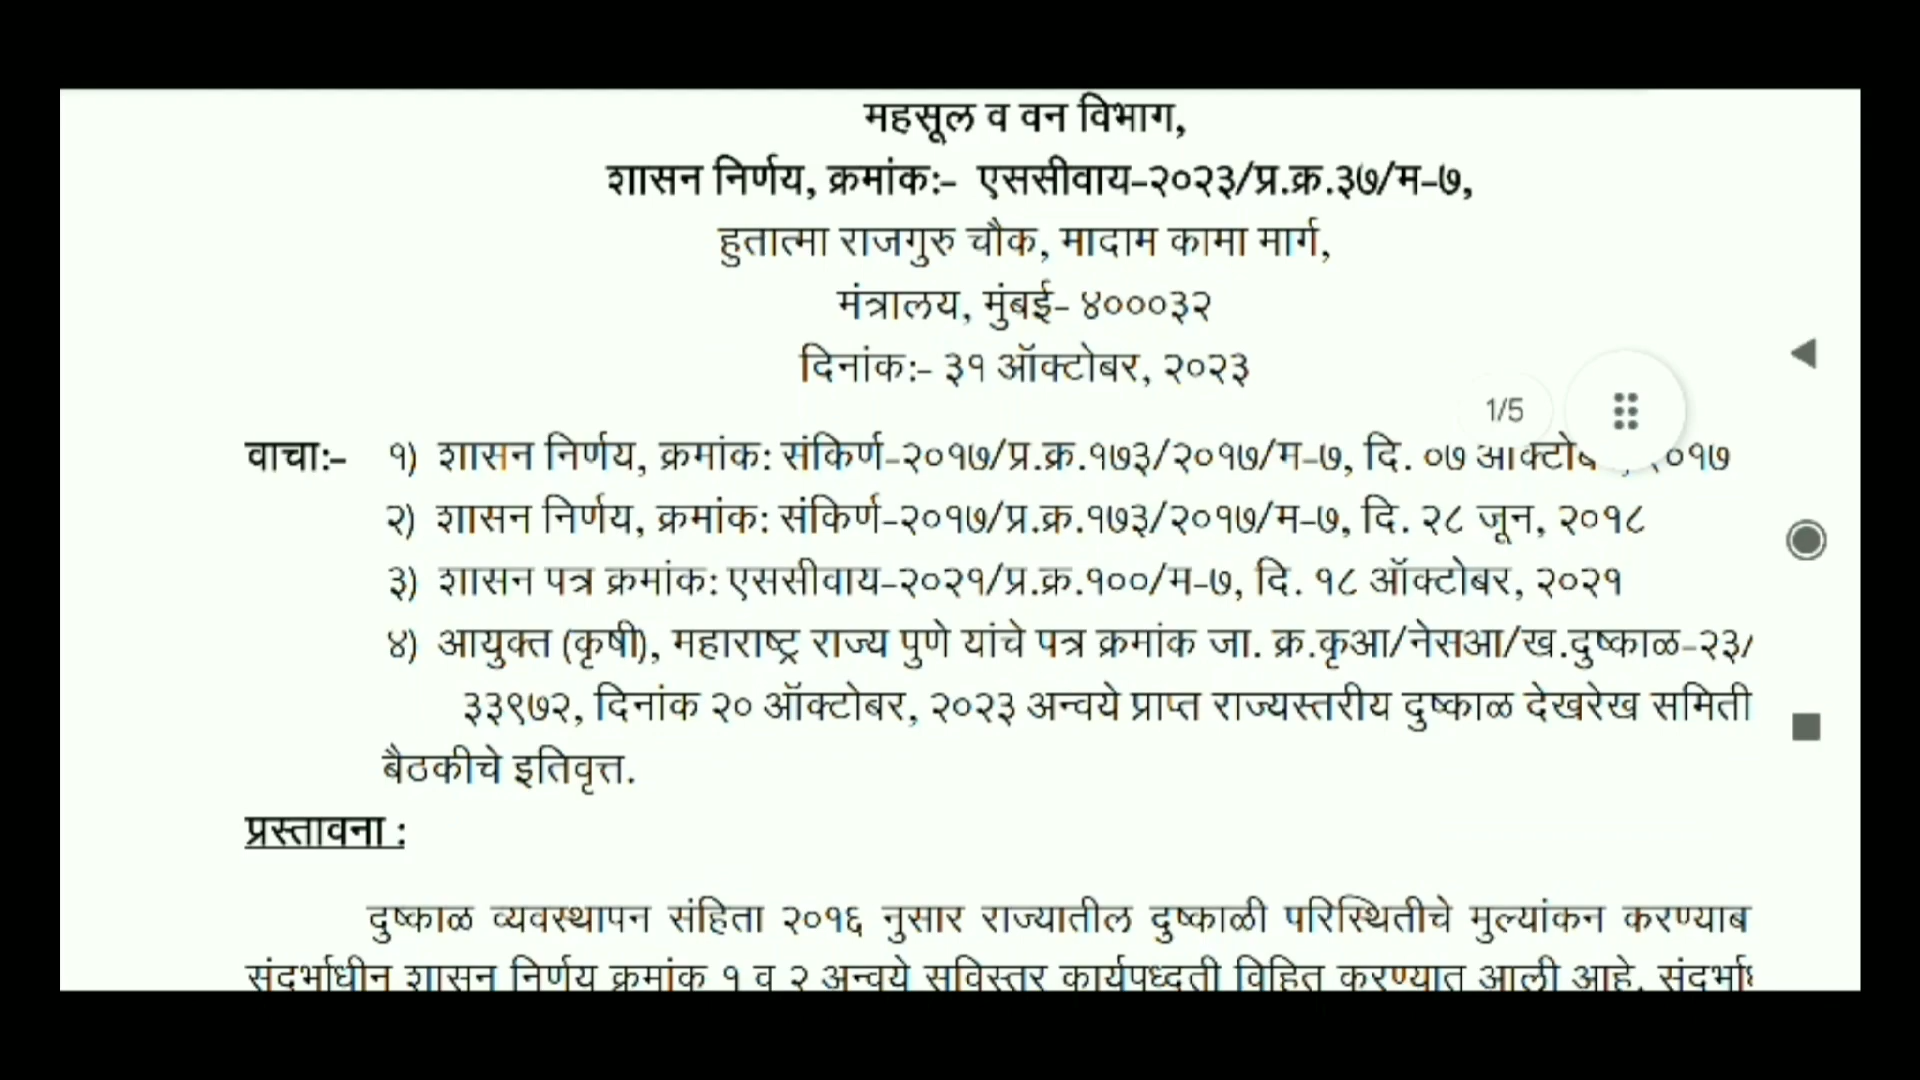 महसूल व वन विभाग,
शासन निर्णय, क्रमांक:- एससीवाय-२०२३/प्र.क्र.३७/म-७,
हुतात्मा राजगुरु चौक, मादाम कामा मार्ग,
मंत्रालय, मुंबई- ४०००३२
दिनांक:- ३१ ऑक्टोबर, २०२३
1/5
वाचा:- १) शासन निर्णय, क्रमांक: संकिर्ण-२०१७/प्र.क्र.१७३/२०१७/म-७, दि. ०७
२) शासन निर्णय, क्रमांक: संकिर्ण-२०१७/प्र.क्र.१७३/२०१७/म-७, दि. २८ जून, २०१८
३) शासन पत्र क्रमांक: एससीवाय-२०२१/प्र.क्र.१००/म-७, दि. १८ ऑक्टोबर, २०२१
४) आयुक्त (कृषी), महाराष्ट्र राज्य पुणे यांचे पत्र क्रमांक जा. क्र.कृआ/नेसआ/ख.दुष्काळ-२३/
३३९७२, दिनांक २० ऑक्टोबर, २०२३ अन्वये प्राप्त राज्यस्तरीय दुष्काळ देखरेख समिती
बैठकीचे इतिवृत्त.
प्रस्तावना :
दुष्काळ व्यवस्थापन संहिता २०१६ नुसार राज्यातील दुष्काळी परिस्थितीचे मुल्यांकन करण्याब
संदर्भाधीन शासन निर्णय क्रमांक १ व २ अन्वये सविस्तर कार्यपध्दती विहित करण्यात आली आहे.